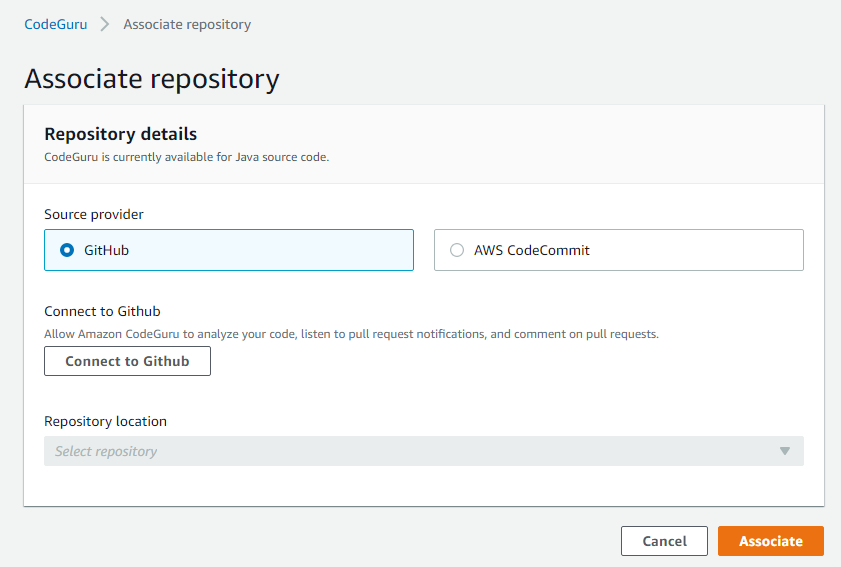 CodeGuru > Associate repository
Associate repository
Repository details
CodeGuru is currently available for Java source code.
Source provider
GitHub
AWS CodeCommit
Connect to Github
Allow Amazon CodeGuru to analyze your code, listen to pull request notifications, and comment on pull requests.
Connect to Github
Repository location
Select repository
Cancel
Associate